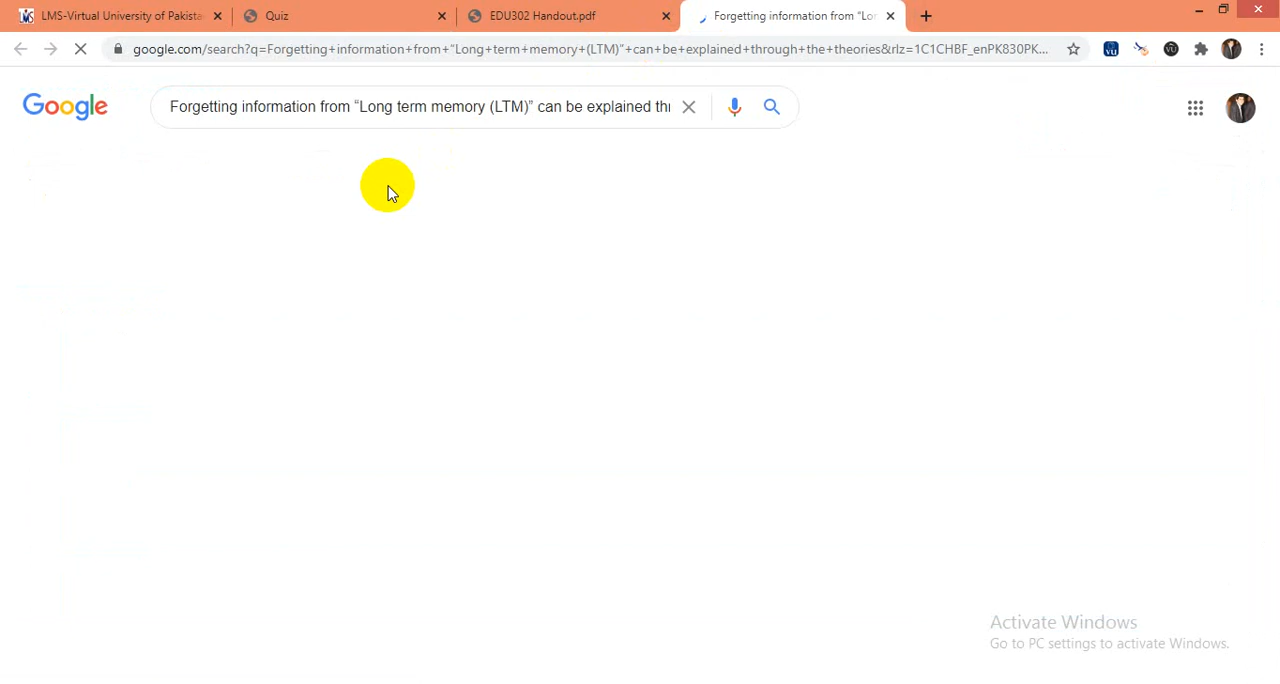 LMS-Virtual University of Pakista
Quiz
EDU302 Handout.pdf
Forgetting information from “Lor
google.com/search?q=Forgetting+information+from+“Long+term+memory+(LTM)”+can+be+explained+through+the+theories&rlz=1C1CHBF_enPK830PK...
Google
Forgetting information from “Long term memory (LTM)” can be explained thr
Activate Windows
Go to PC settings to activate Windows.